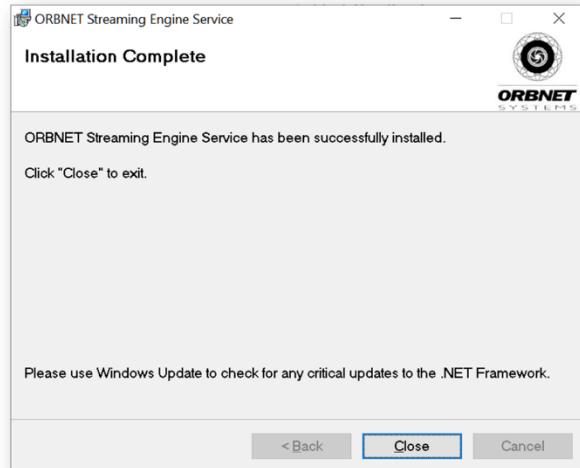 ORBNET Streaming Engine Service
Installation Complete
ORBNET
SYSTEMS
ORBNET Streaming Engine Service has been successfully installed.
Click "Close" to exit.
Please use Windows Update to check for any critical updates to the .NET Framework.
< Back Close Cancel